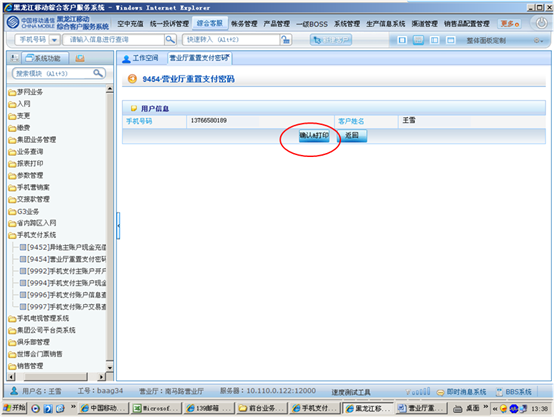 黑龙江移动综合客户服务系统 - Windows Internet Explorer
中国移动通信 CHINA MOBILE 黑龙江移动 综合客户服务系统
空中充值 统一投诉管理 综合客服 帐务管理 产品管理 一级BOSS 系统管理 生产信息系统 渠道管理 销售品配置管理 更多
手机号码 请输入信息进行查询 快速转入 (Alt+2) 整体面板定制
系统功能
工作空间 营业厅重置支付密码
搜索模块 (Alt+3)
梦网业务
入网
变更
缴费
集团业务管理
业务查询
报表打印
参数管理
手机营销案
交接款管理
G3业务
省内跨区入网
手机支付系统
[9452]异地主账户现金充值
[9454]营业厅重置支付密码
[9992]手机支付主账户开户
[9994]手机支付主账户现金
[9996]手机支付账户信息查
[9997]手机支付账户交易查
手机电视管理系统
集团公司平台类系统
俱乐部管理
世博会门票销售
销售管理
9454-营业厅重置支付密码
用户信息
手机号码 13766580189 客户姓名 王雪
确认&打印 返回
用户名：王雪 工号：baag34 营业厅：南马路营业厅 服务器：10.110.0.122:12000 速度测试工具 即时消息系统 BBS系统
开始 中国移动... Microsof... 139邮箱... 前台业务... 手机支付... 黑龙江移... 营业厅重... 桌面 13:38